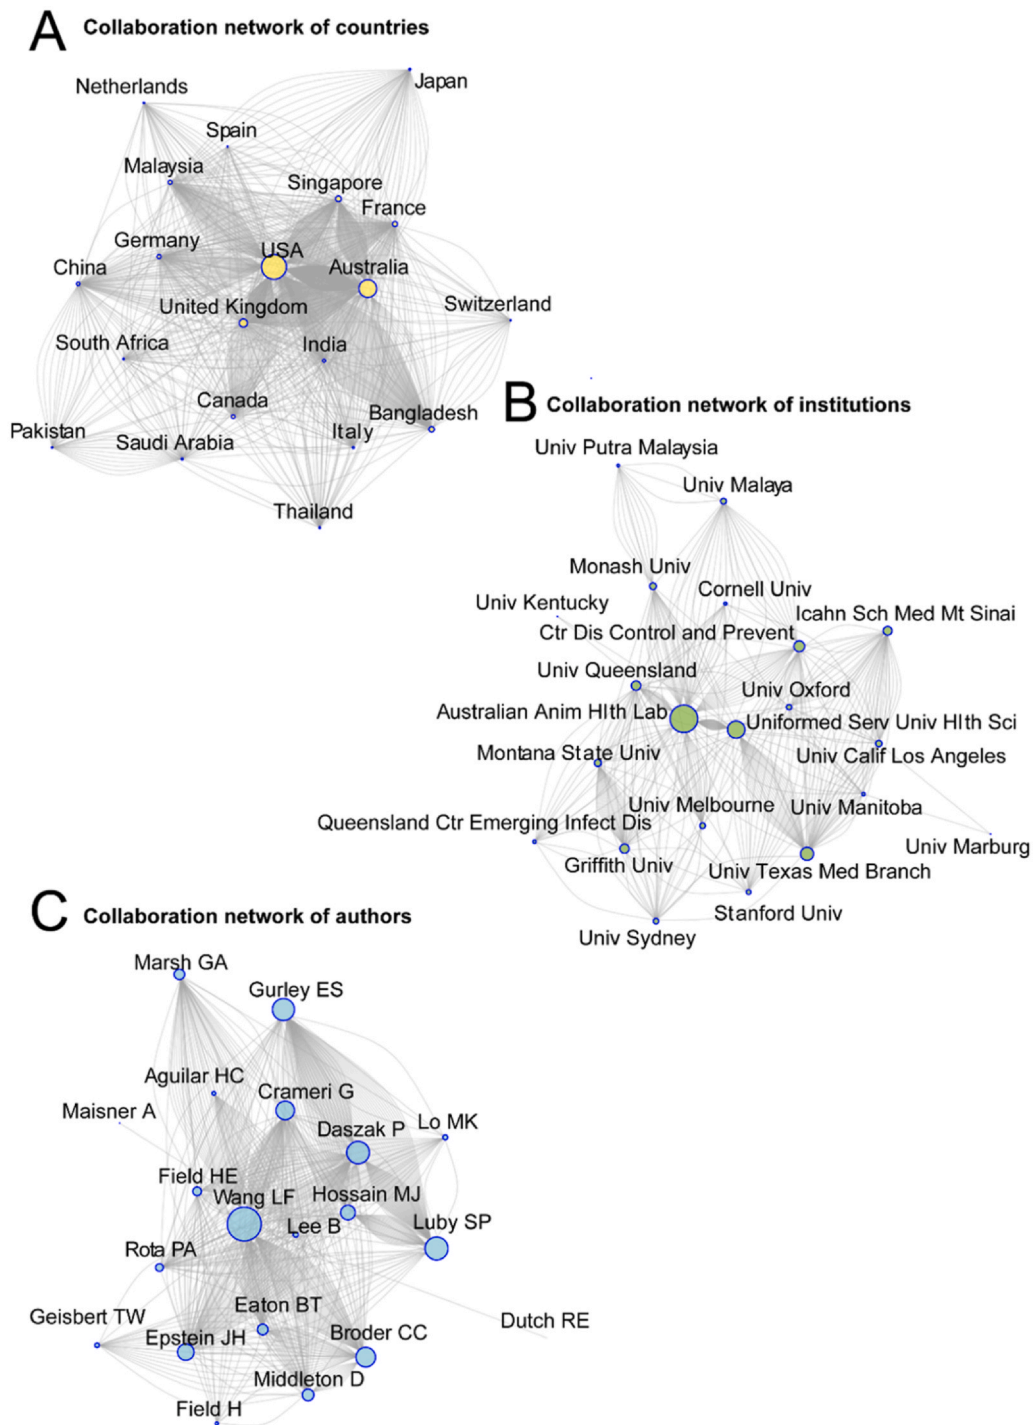 A Collaboration network of countries
Netherlands
Japan
Spain
Malaysia
Singapore
France
Germany
USA
China
Australia
United Kingdom
Switzerland
South Africa
India
Canada
Bangladesh
Pakistan
Saudi Arabia
Italy
Thailand
B Collaboration network of institutions
Univ Putra Malaysia
Univ Malaya
Monash Univ
Cornell Univ
Univ Kentucky
Icahn Sch Med Mt Sinai
Ctr Dis Control and Prevent
Univ Queensland
Univ Oxford
Australian Anim Hlth Lab
Uniformed Serv Univ Hlth Sci
Montana State Univ
Univ Calif Los Angeles
Univ Melbourne
Univ Manitoba
Queensland Ctr Emerging Infect Dis
Univ Marburg
Griffith Univ
Univ Texas Med Branch
Stanford Univ
Univ Sydney
C Collaboration network of authors
Marsh GA
Gurley ES
Aguilar HC
Crameri G
Maisner A
Lo MK
Daszak P
Field HE
Wang LF
Hossain MJ
Lee B
Luby SP
Rota PA
Eaton BT
Geisbert TW
Dutch RE
Epstein JH
Broder CC
Middleton D
Field H